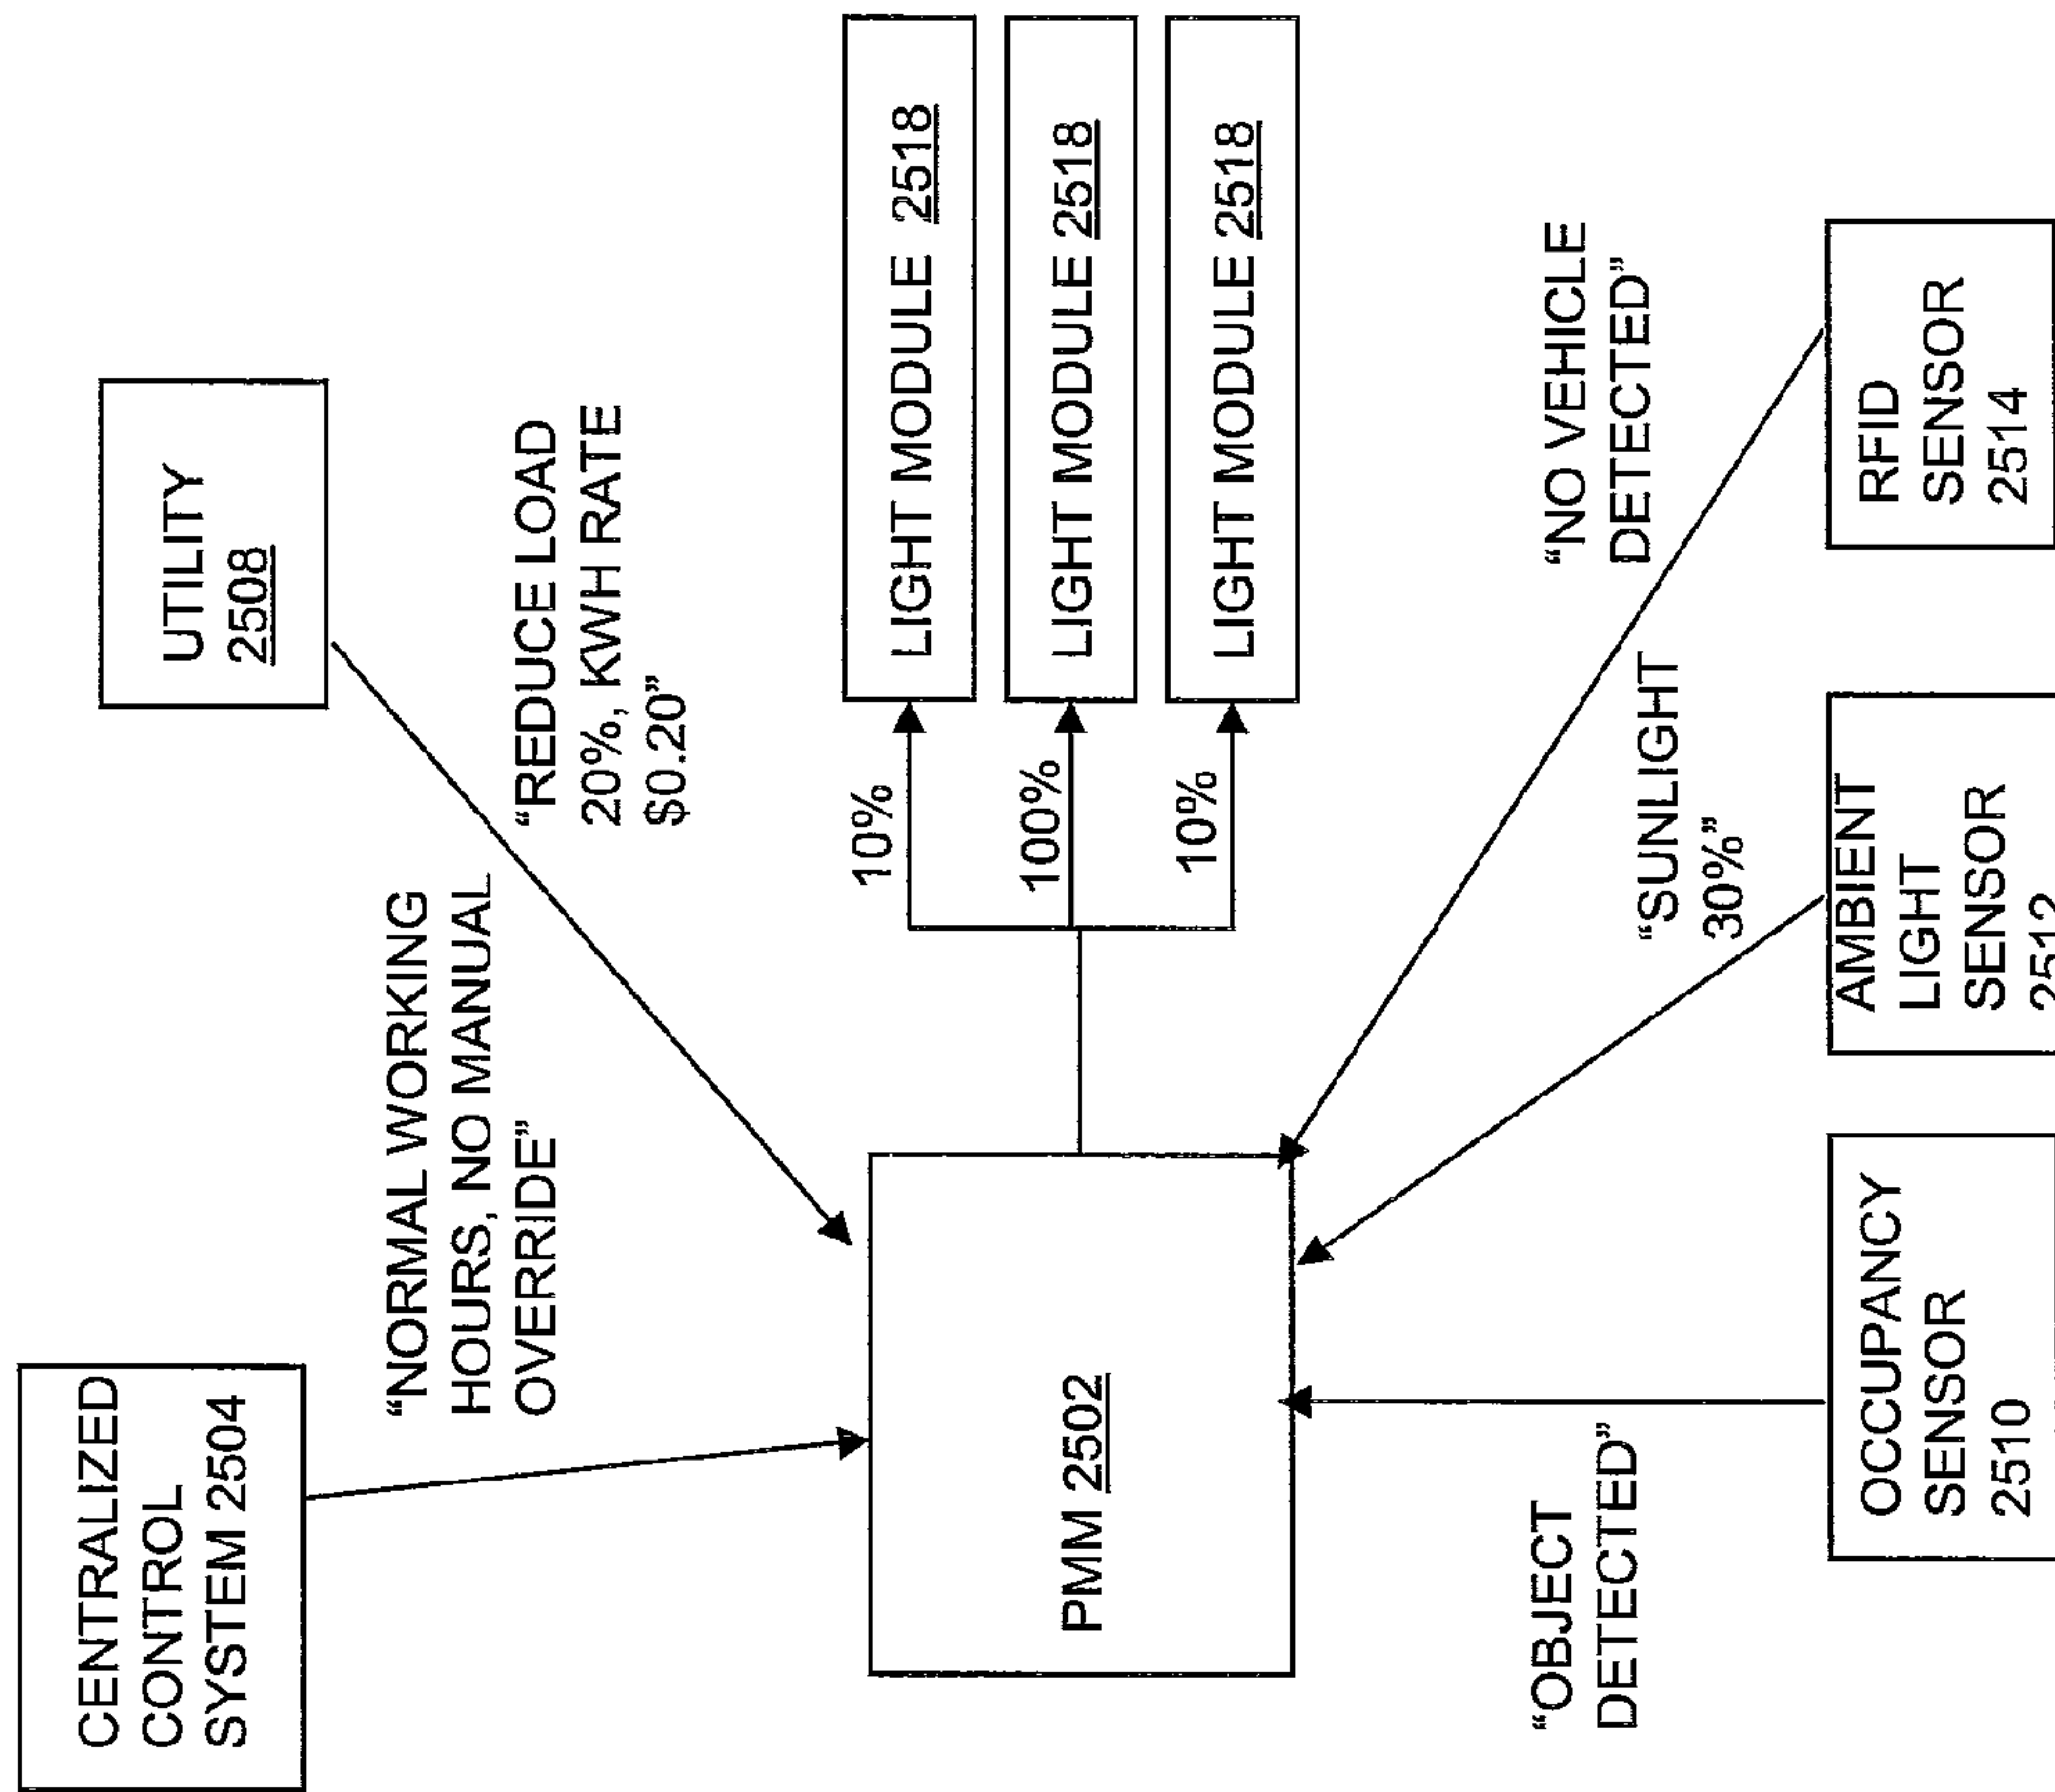 CENTRALIZED
CONTROL
SYSTEM 2504
UTILITY
2508
“NORMAL WORKING
HOURS, NO MANUAL
OVERRIDE”
“REDUCE LOAD
20%, KWH RATE
$0.20”
PMM 2502
10%
100%
10%
LIGHT MODULE 2518
LIGHT MODULE 2518
LIGHT MODULE 2518
“OBJECT
DETECTED”
“SUNLIGHT
30%”
“NO VEHICLE
DETECTED”
OCCUPANCY
SENSOR
2510
AMBIENT
LIGHT
SENSOR
2512
RFID
SENSOR
2514